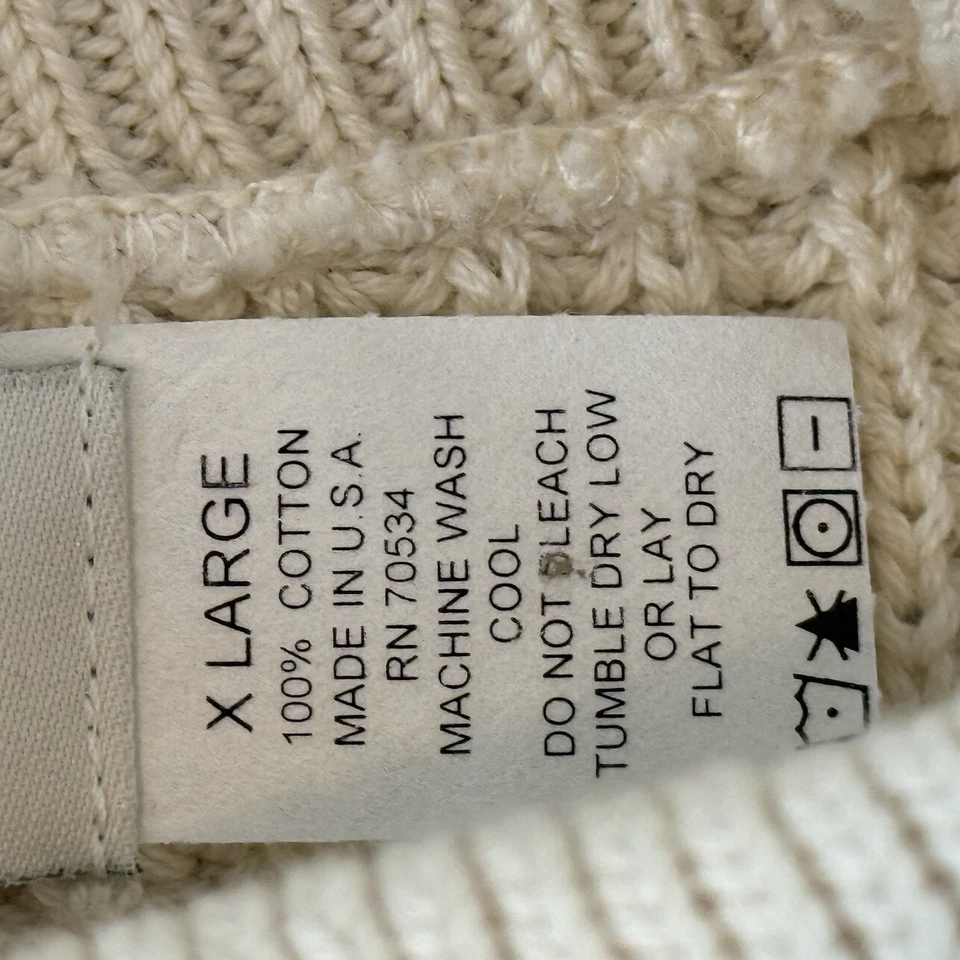 X LARGE
100% COTTON
MADE IN U.S.A.
RN 70534
MACHINE WASH
COOL
DO NOT BLEACH
TUMBLE DRY LOW
OR LAY
FLAT TO DRY